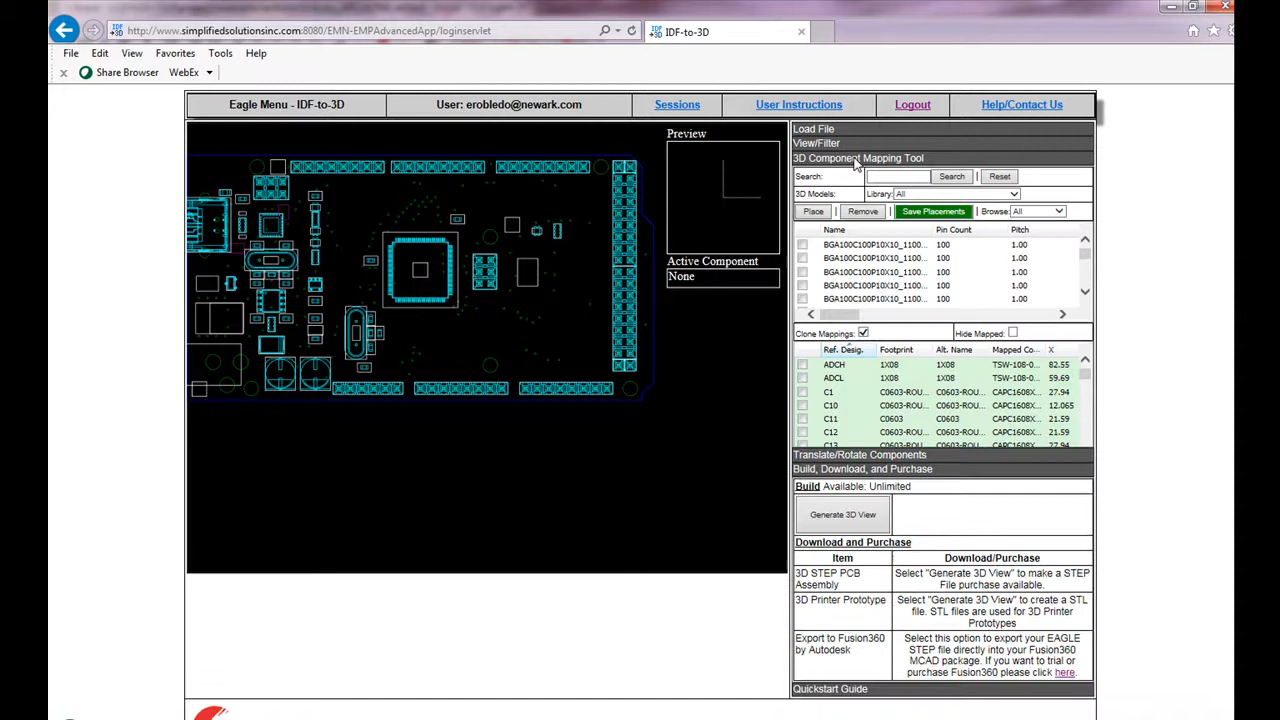 http://www.simplifiedsolutionsinc.com:8080/EMN-EMPAdvancedApp/loginservlet
IDF-to-3D
File Edit View Favorites Tools Help
x Share Browser WebEx
Eagle Menu - IDF-to-3D User: erobledo@newark.com Sessions User Instructions Logout Help/Contact Us
Preview
Active Component
None
Load File
View/Filter
3D Component Mapping Tool
Search: Search | Reset
3D Models: Library: All
Place | Remove | Save Placements | Browse: All
Name Pin Count Pitch
BGA100C100P10X10_1100... 100 1.00
BGA100C100P10X10_1100... 100 1.00
BGA100C100P10X10_1100... 100 1.00
BGA100C100P10X10_1100... 100 1.00
BGA100C100P10X10_1100... 100 1.00
Clone Mappings: Hide Mapped:
Ref. Desig. Footprint Alt. Name Mapped Co... X
ADCH 1X08 1X08 TSW-108-0... 82.55
ADCL 1X08 1X08 TSW-108-0... 59.69
C1 C0603-ROU... C0603-ROU... CAPC1608X... 27.94
C10 C0603-ROU... C0603-ROU... CAPC1608X... 12.065
C11 C0603 C0603 CAPC1608X... 21.59
C12 C0603-ROU... C0603-ROU... CAPC1608X... 21.59
C13 C0603-ROU... C0603-ROU... CAPC1608X... 27.94
Translate/Rotate Components
Build, Download, and Purchase
Build Available: Unlimited
Generate 3D View
Download and Purchase
Item Download/Purchase
3D STEP PCB Assembly Select "Generate 3D View" to make a STEP File purchase available.
3D Printer Prototype Select "Generate 3D View" to create a STL file. STL files are used for 3D Printer Prototypes
Export to Fusion360 by Autodesk Select this option to export your EAGLE STEP file directly into your Fusion360 MCAD package. If you want to trial or purchase Fusion360 please click here.
Quickstart Guide